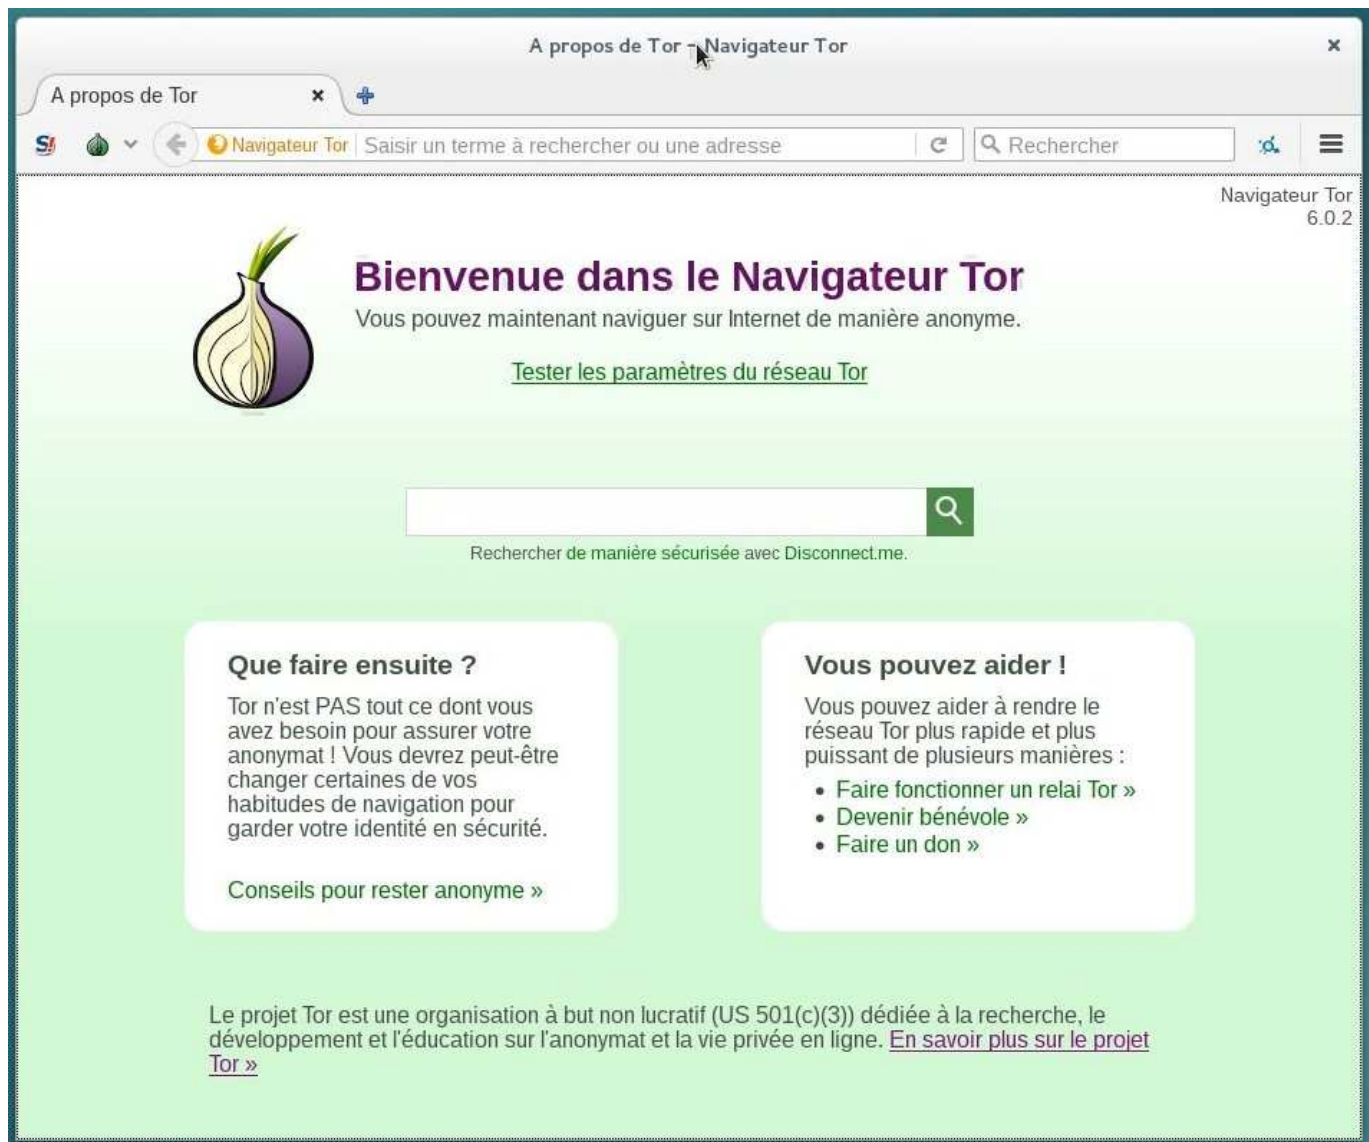 A propos de Tor - Navigateur Tor
A propos de Tor
S!
Navigateur Tor
Saisir un terme à rechercher ou une adresse
Rechercher
Navigateur Tor
6.0.2
Bienvenue dans le Navigateur Tor
Vous pouvez maintenant naviguer sur Internet de manière anonyme.
Tester les paramètres du réseau Tor
Rechercher de manière sécurisée avec Disconnect.me.
Que faire ensuite ?
Tor n'est PAS tout ce dont vous
avez besoin pour assurer votre
anonymat ! Vous devrez peut-être
changer certaines de vos
habitudes de navigation pour
garder votre identité en sécurité.
Conseils pour rester anonyme »
Vous pouvez aider !
Vous pouvez aider à rendre le
réseau Tor plus rapide et plus
puissant de plusieurs manières :
• Faire fonctionner un relai Tor »
• Devenir bénévole »
• Faire un don »
Le projet Tor est une organisation à but non lucratif (US 501(c)(3)) dédiée à la recherche, le
développement et l'éducation sur l'anonymat et la vie privée en ligne. En savoir plus sur le projet
Tor »